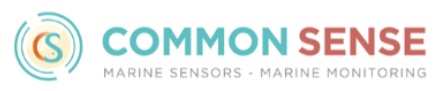 CS
COMMON SENSE
MARINE SENSORS - MARINE MONITORING